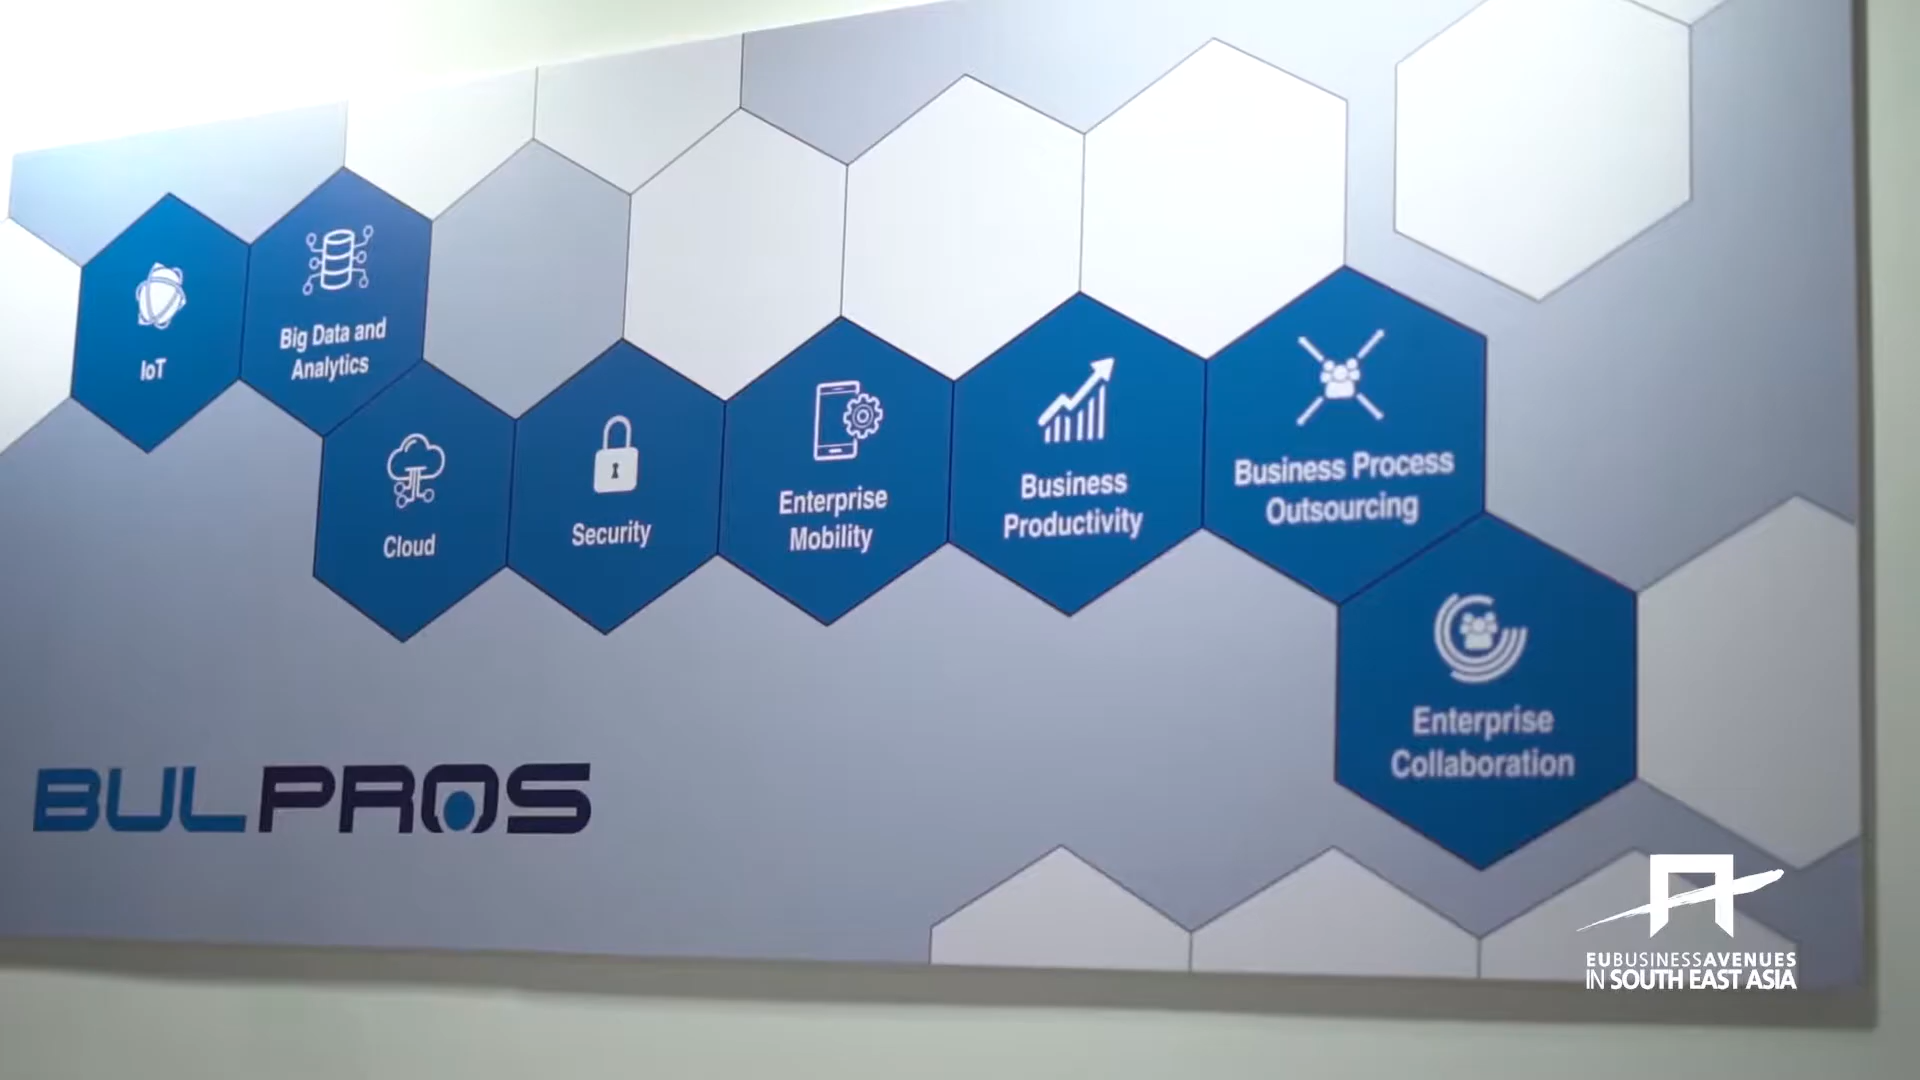 IoT
Big Data and
Analytics
Cloud
Security
Enterprise
Mobility
Business
Productivity
Business Process
Outsourcing
Enterprise
Collaboration
BULPROS
EUBUSINESSAVENUES
IN SOUTH EAST ASIA